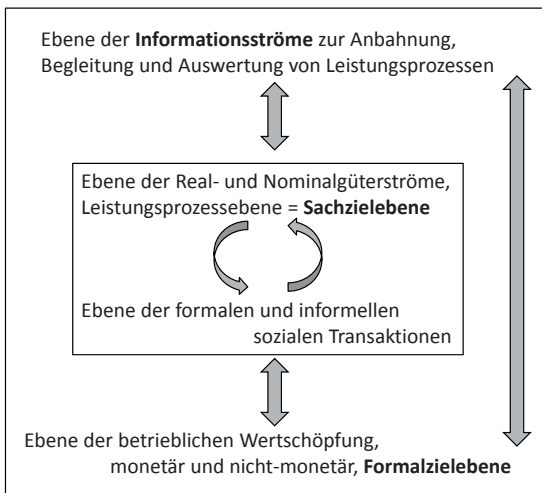 Ebene der Informationsströme zur Anbahnung,
Begleitung und Auswertung von Leistungsprozessen
Ebene der Real- und Nominalgüterströme,
Leistungsprozessebene = Sachzielebene
Ebene der formalen und informellen
sozialen Transaktionen
Ebene der betrieblichen Wertschöpfung,
monetär und nicht-monetär, Formalzielebene